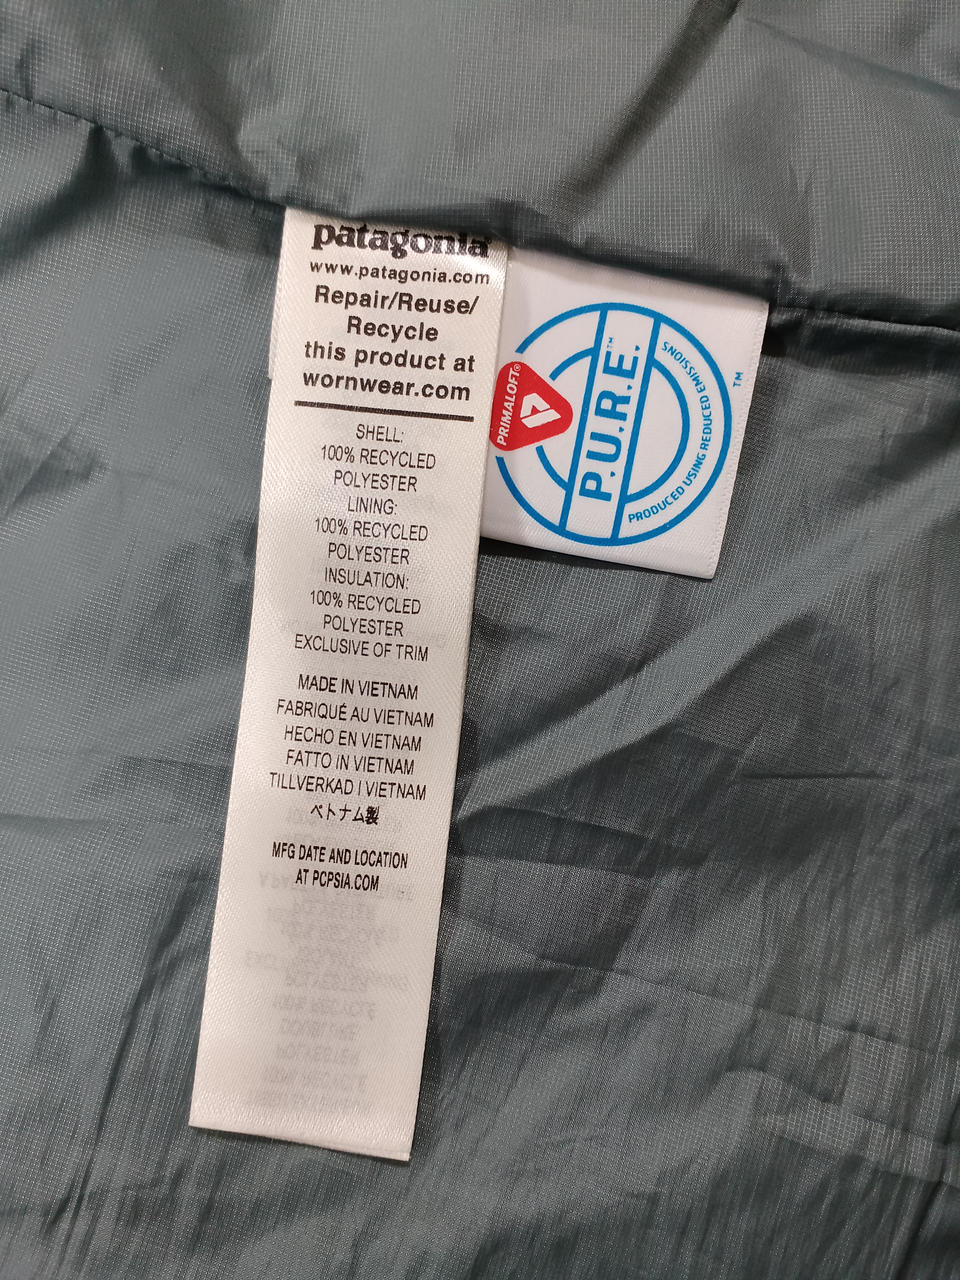 patagonia®
www.patagonia.com
Repair/Reuse/
Recycle
this product at
wornwear.com
SHELL:
100% RECYCLED
POLYESTER
LINING:
100% RECYCLED
POLYESTER
INSULATION:
100% RECYCLED
POLYESTER
EXCLUSIVE OF TRIM
MADE IN VIETNAM
FABRIQUÉ AU VIETNAM
HECHO EN VIETNAM
FATTO IN VIETNAM
TILLVERKAD I VIETNAM
ベトナム製
MFG DATE AND LOCATION
AT PCPSIA.COM
PRIMALOFT®
P.U.R.E.™
PRODUCED USING REDUCED EMISSIONS
™